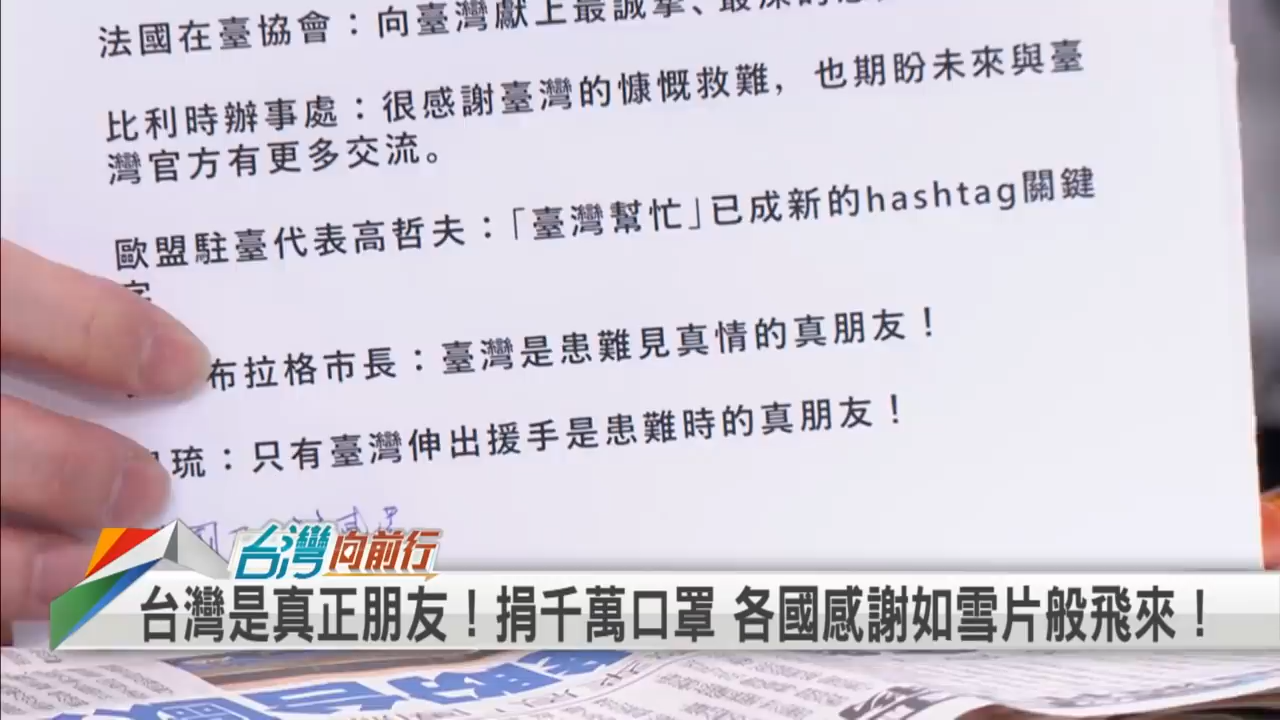 法國在臺協會：向臺灣獻上最誠摯、最深的感
比利時辦事處：很感謝臺灣的慷慨救難，也期盼未來與臺
灣官方有更多交流。
歐盟駐臺代表高哲夫：「臺灣幫忙」已成新的hashtag關鍵
字
布拉格市長：臺灣是患難見真情的真朋友！
琉：只有臺灣伸出援手是患難時的真朋友！
台灣向前行
台灣是真正朋友！捐千萬口罩 各國感謝如雪片般飛來！